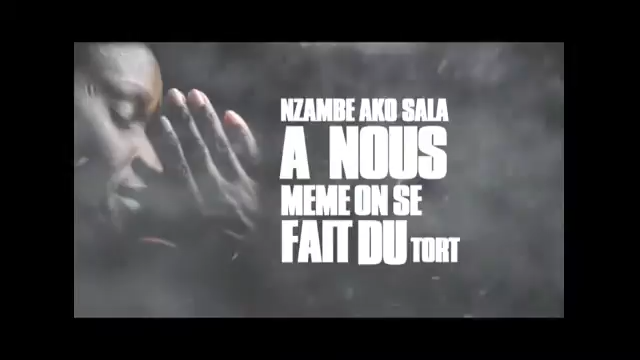 NZAMBE AKO SALA
A NOUS
MEME ON SE
FAIT DU TORT